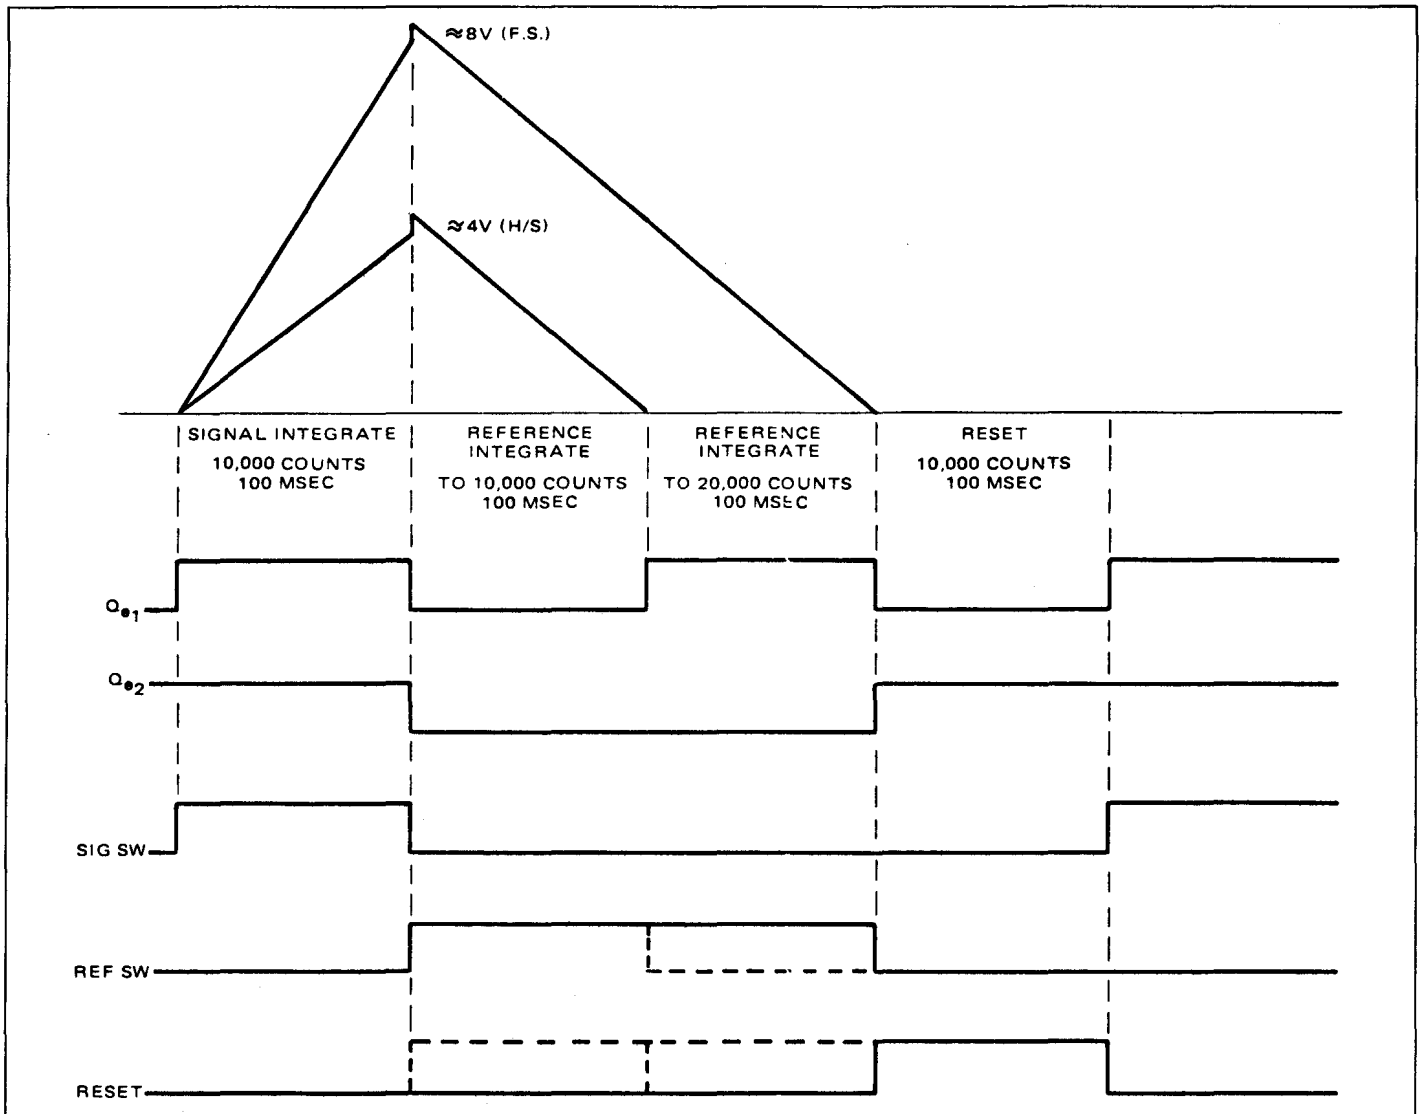 ≈8V (F.S.)
≈4V (H/S)
SIGNAL INTEGRATE
10,000 COUNTS
100 MSEC
REFERENCE
INTEGRATE
TO 10,000 COUNTS
100 MSEC
REFERENCE
INTEGRATE
TO 20,000 COUNTS
100 MSEC
RESET
10,000 COUNTS
100 MSEC
Qe1
Qe2
SIG SW
REF SW
RESET